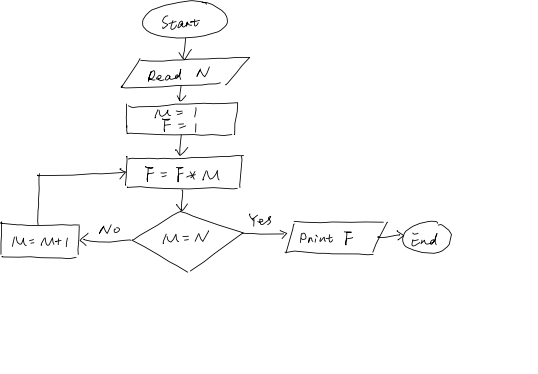 Start
Read N
M = 1
F = 1
F = F * M
No
Yes
M = M+1
M = N
Print F
End